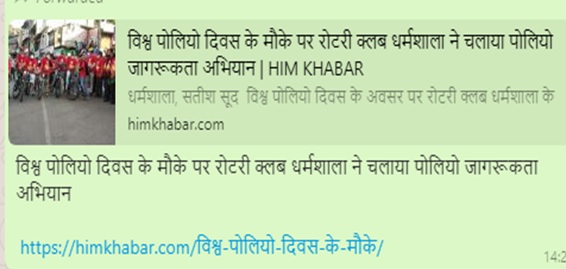 Forwarded
विश्व पोलियो दिवस के मौके पर रोटरी क्लब धर्मशाला ने चलाया पोलियो
जागरूकता अभियान | HIM KHABAR
धर्मशाला, सतीश सूद विश्व पोलियो दिवस के अवसर पर रोटरी क्लब धर्मशाला के
himkhabar.com
विश्व पोलियो दिवस के मौके पर रोटरी क्लब धर्मशाला ने चलाया पोलियो जागरूकता
अभियान
https://himkhabar.com/विश्व-पोलियो-दिवस-के-मौके/